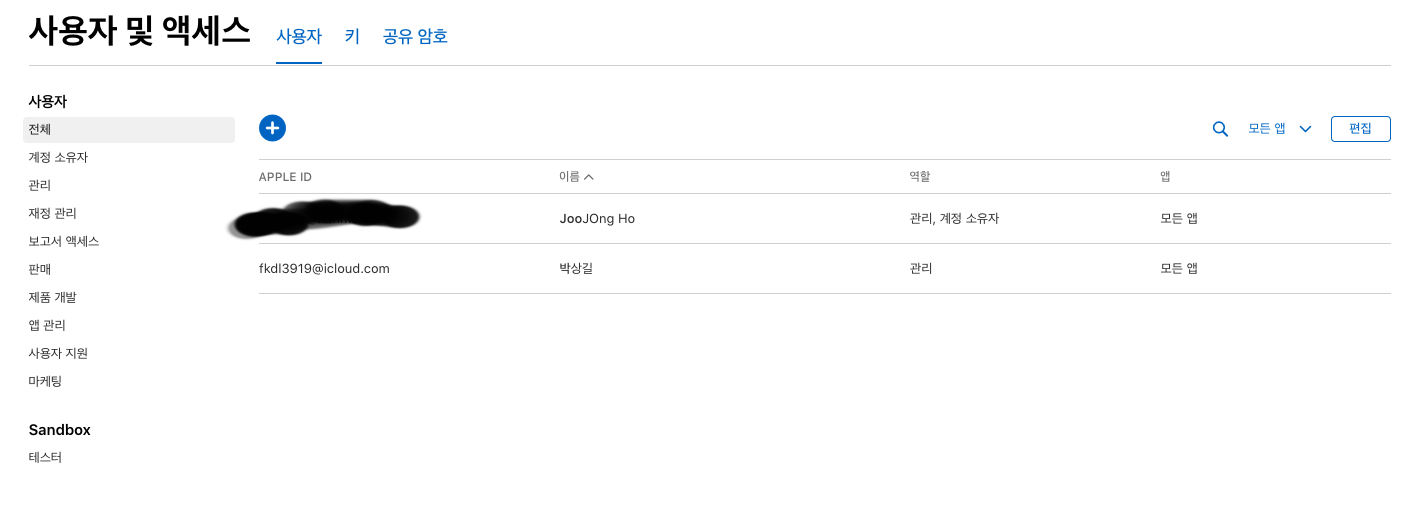 사용자 및 액세스 사용자 키 공유 암호
사용자
전체
계정 소유자
관리
재정 관리
보고서 액세스
판매
제품 개발
앱 관리
사용자 지원
마케팅
Sandbox
테스터
모든 앱 편집
APPLE ID 이름 역할 앱
JooJOng Ho 관리, 계정 소유자 모든 앱
fkdl3919@icloud.com 박상길 관리 모든 앱